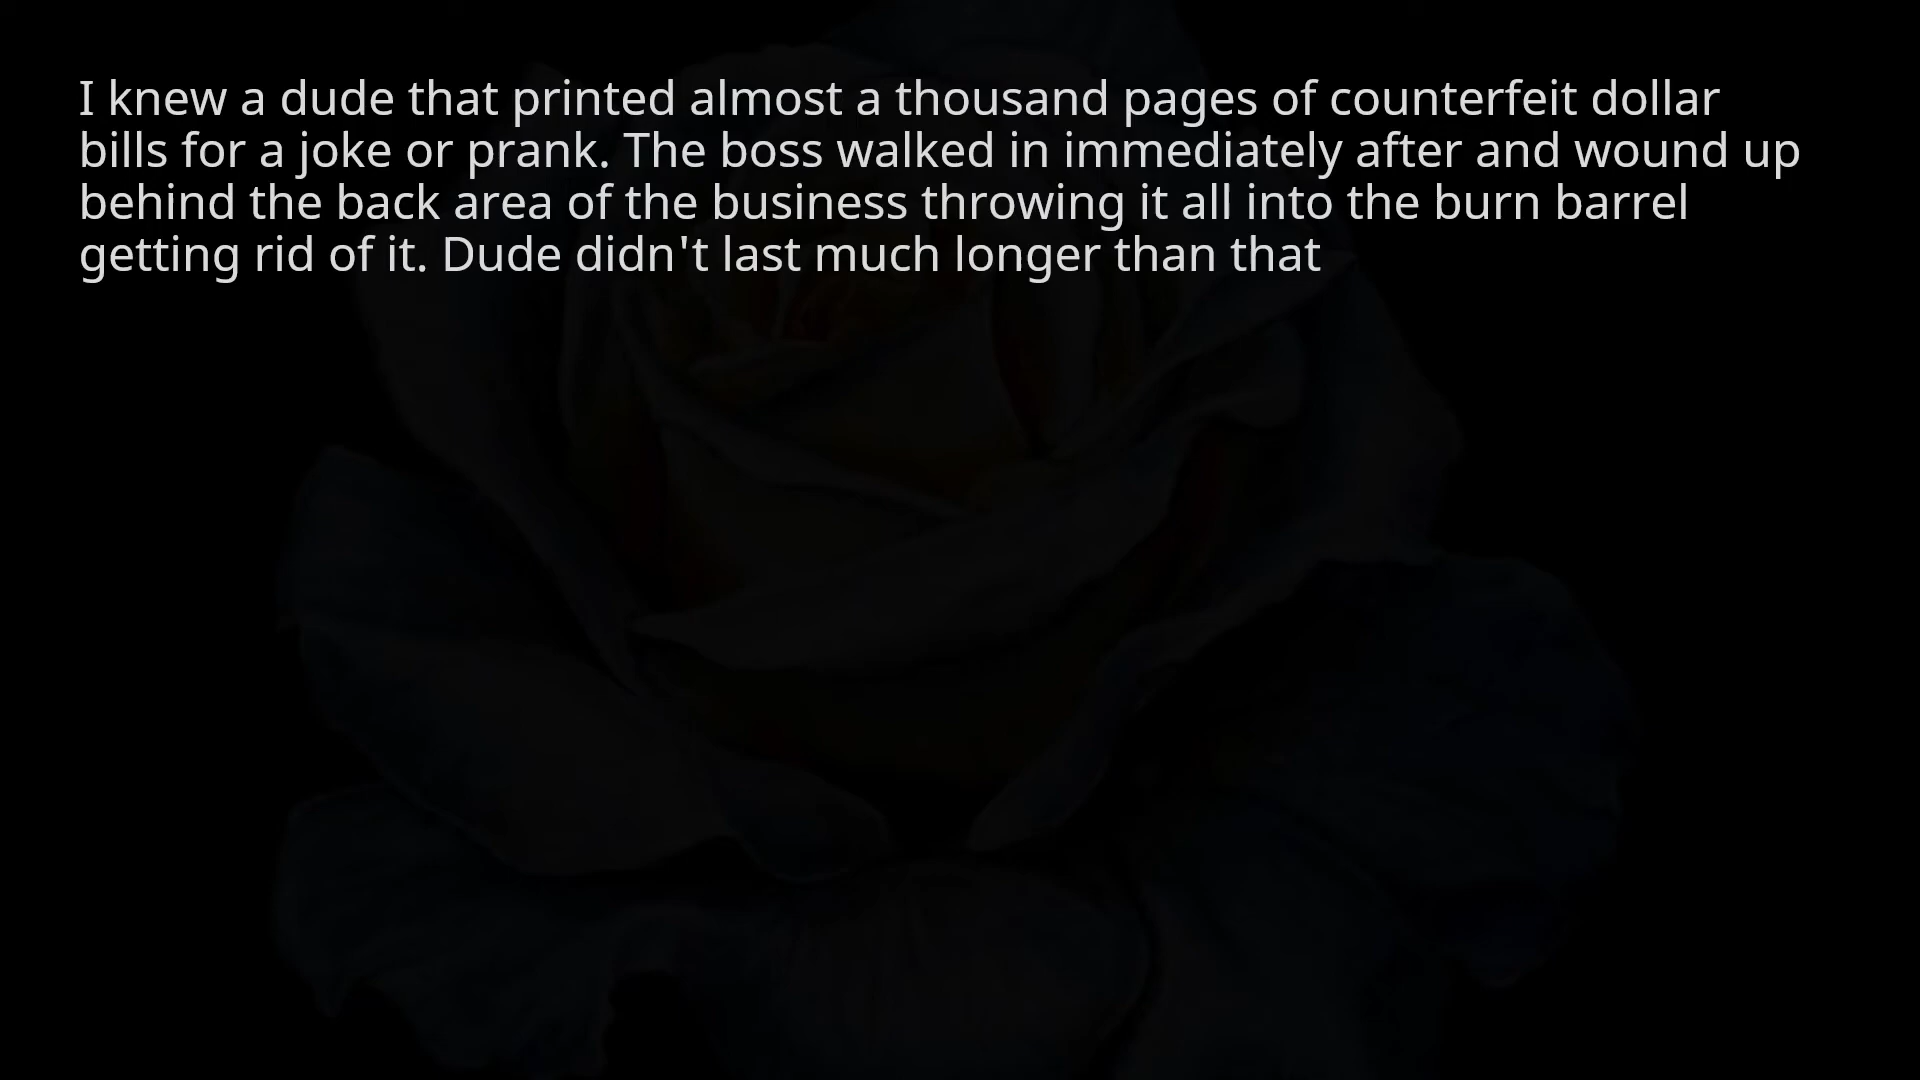 I knew a dude that printed almost a thousand pages of counterfeit dollar
bills for a joke or prank. The boss walked in immediately after and wound up
behind the back area of the business throwing it all into the burn barrel
getting rid of it. Dude didn't last much longer than that